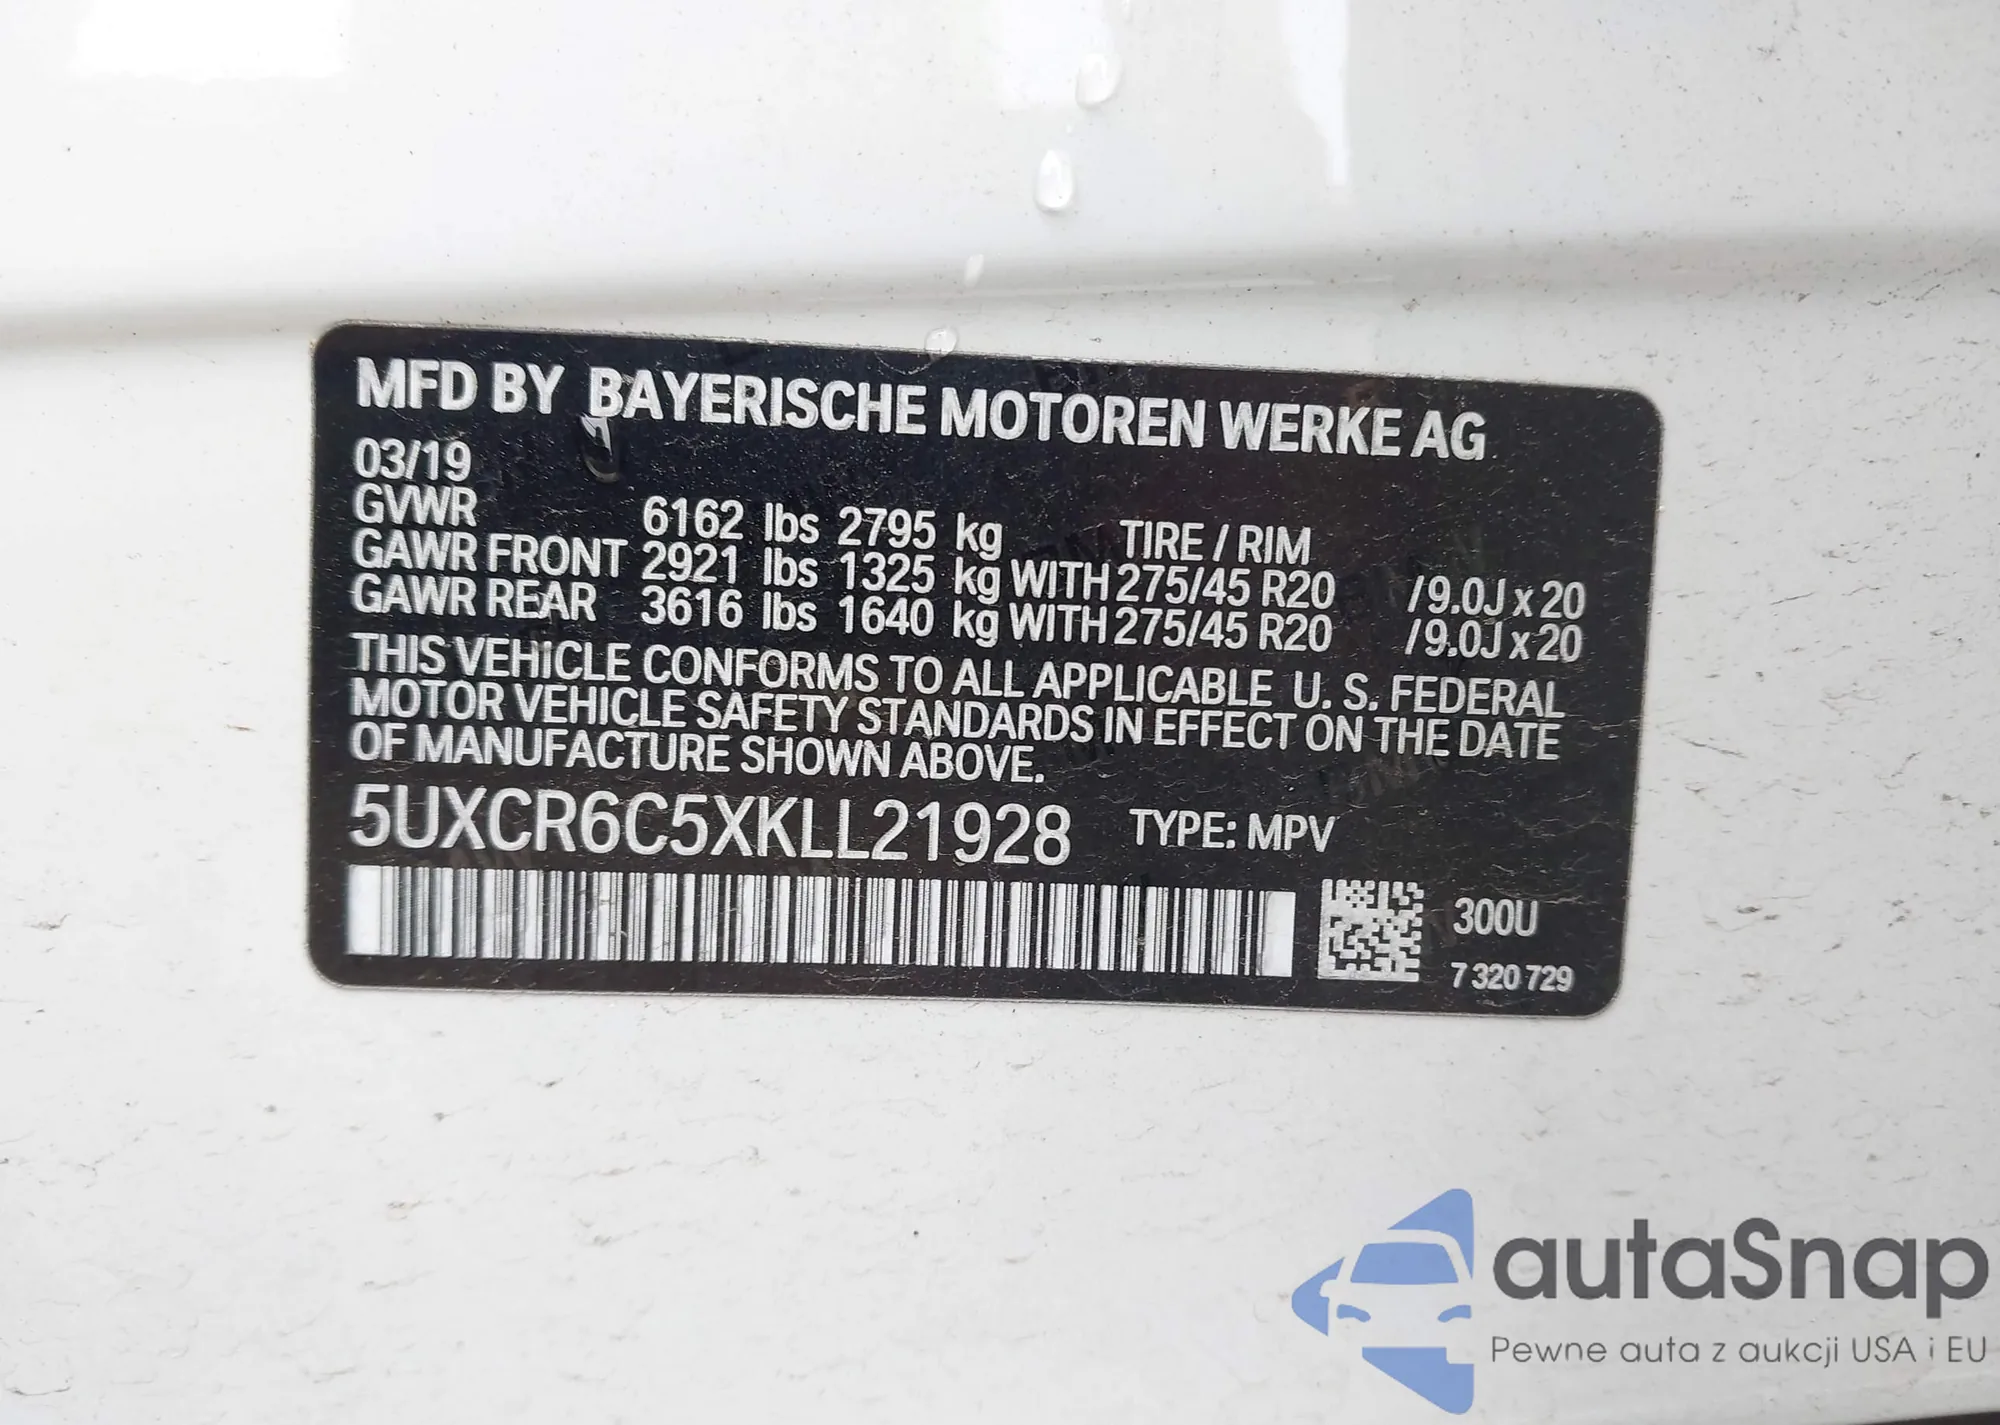 MFD BY BAYERISCHE MOTOREN WERKE AG
03/19
GVWR 6162 lbs 2795 kg TIRE / RIM
GAWR FRONT 2921 lbs 1325 kg WITH 275/45 R20 /9.0J x 20
GAWR REAR 3616 lbs 1640 kg WITH 275/45 R20 /9.0J x 20
THIS VEHICLE CONFORMS TO ALL APPLICABLE U. S. FEDERAL
MOTOR VEHICLE SAFETY STANDARDS IN EFFECT ON THE DATE
OF MANUFACTURE SHOWN ABOVE.
5UXCR6C5XKLL21928 TYPE: MPV
300U
7 320 729
autaSnap
Pewne auta z aukcji USA i EU